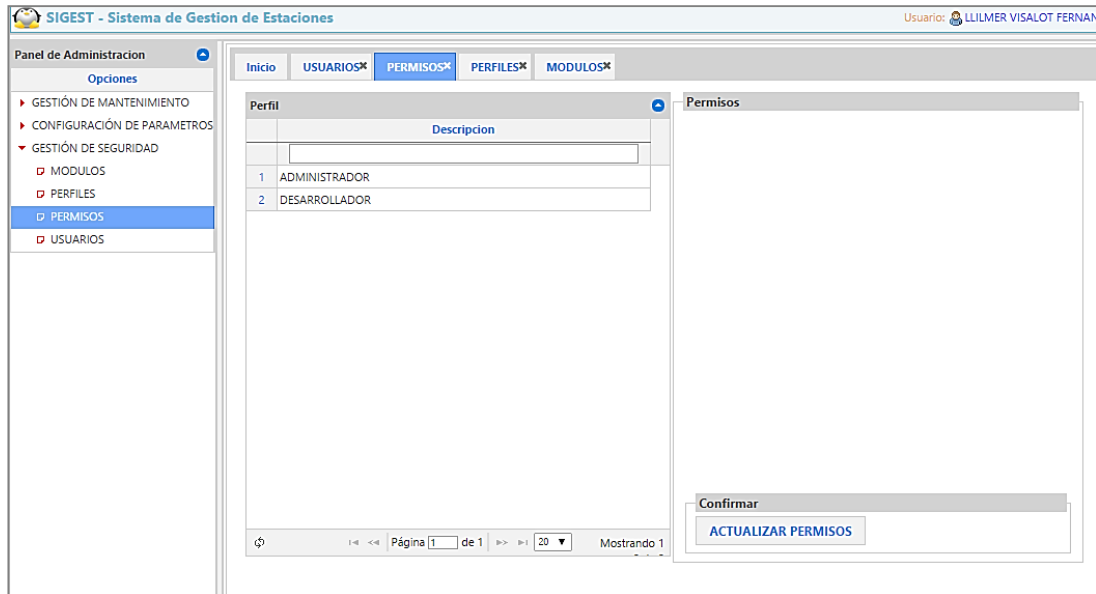 SIGEST - Sistema de Gestion de Estaciones
Usuario: LLILMER VISALOT FERNAN
Panel de Administracion
Opciones
GESTIÓN DE MANTENIMIENTO
CONFIGURACIÓN DE PARAMETROS
GESTIÓN DE SEGURIDAD
MODULOS
PERFILES
PERMISOS
USUARIOS
Inicio USUARIOS PERMISOS PERFILES MODULOS
Perfil
Descripcion
1 ADMINISTRADOR
2 DESARROLLADOR
Página 1 de 1 20 Mostrando 1
Permisos
Confirmar
ACTUALIZAR PERMISOS